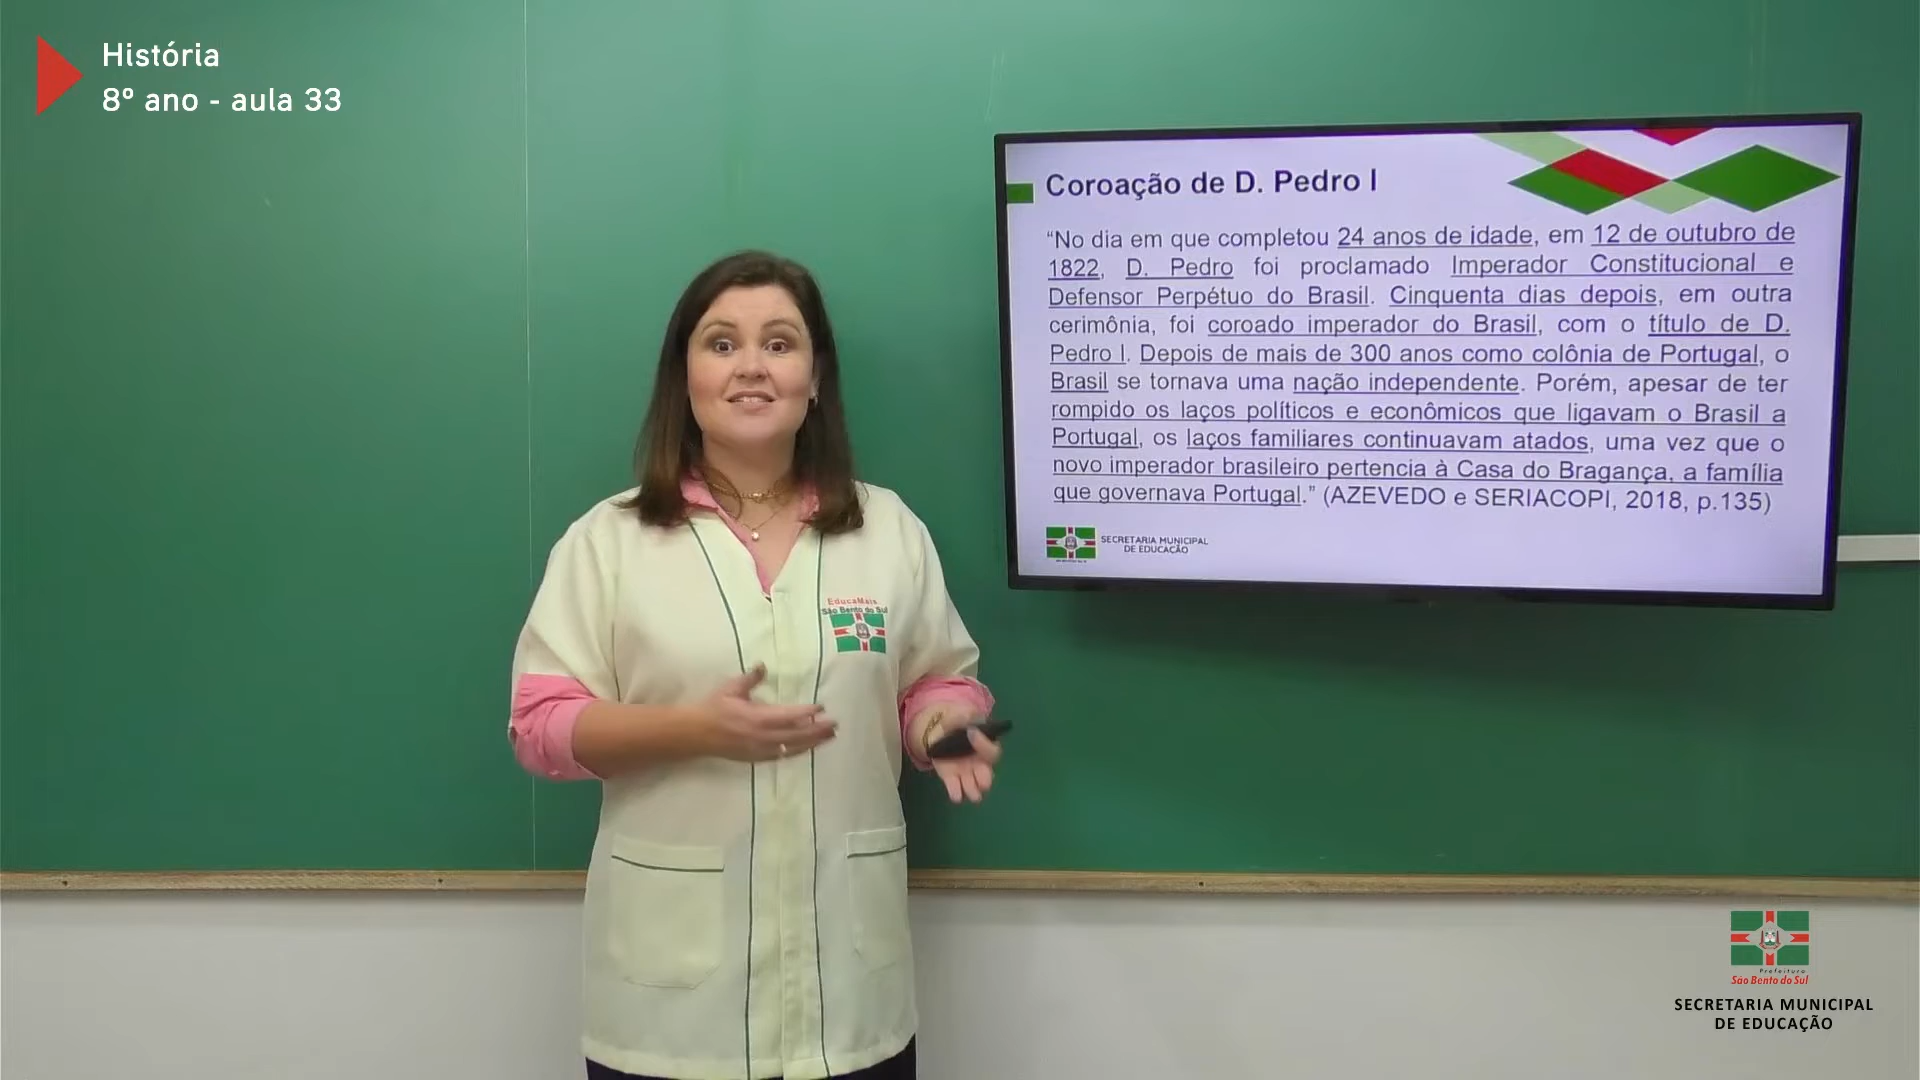 História
8º ano - aula 33
Coroação de D. Pedro I
“No dia em que completou 24 anos de idade, em 12 de outubro de
1822, D. Pedro foi proclamado Imperador Constitucional e
Defensor Perpétuo do Brasil. Cinquenta dias depois, em outra
cerimônia, foi coroado imperador do Brasil, com o título de D.
Pedro I. Depois de mais de 300 anos como colônia de Portugal, o
Brasil se tornava uma nação independente. Porém, apesar de ter
rompido os laços políticos e econômicos que ligavam o Brasil a
Portugal, os laços familiares continuavam atados, uma vez que o
novo imperador brasileiro pertencia à Casa do Bragança, a família
que governava Portugal.” (AZEVEDO e SERIACOPI, 2018, p.135)
SECRETARIA MUNICIPAL
DE EDUCAÇÃO
EducaMais
São Bento do Sul
Prefeitura
São Bento do Sul
SECRETARIA MUNICIPAL
DE EDUCAÇÃO